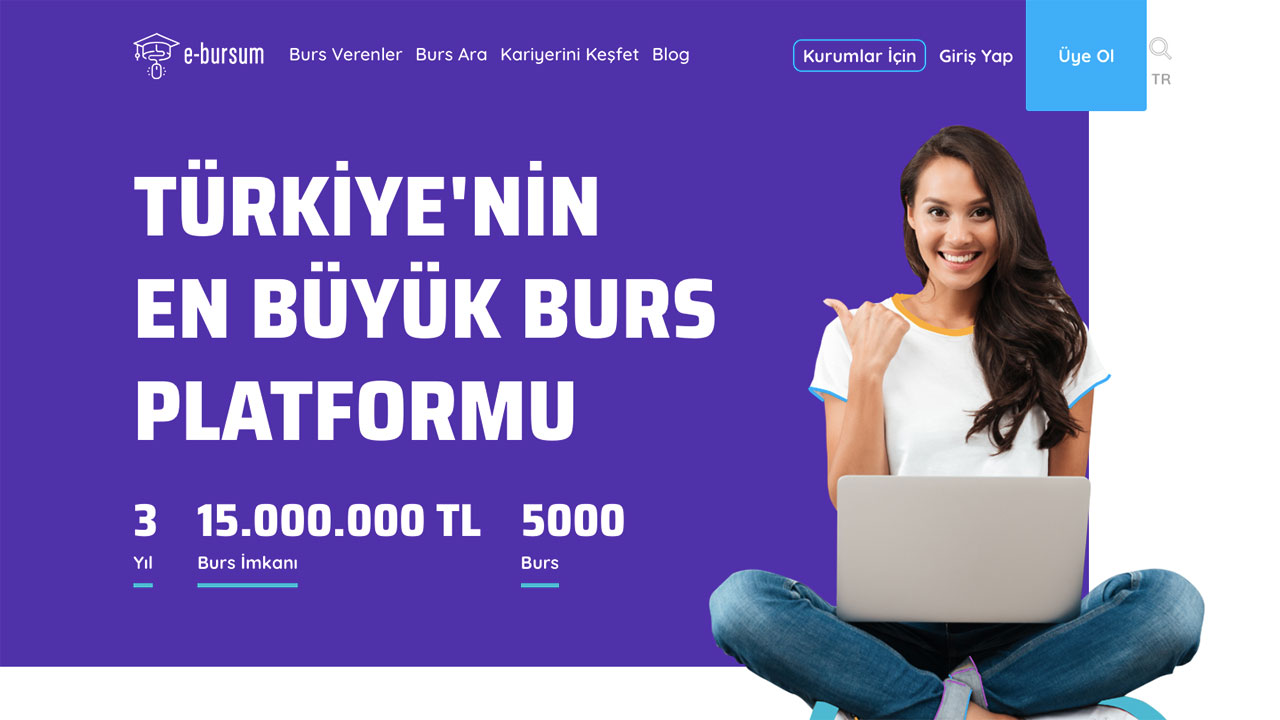 e-bursum
Burs Verenler Burs Ara Kariyerini Keşfet Blog
Kurumlar İçin Giriş Yap Üye Ol
TR
TÜRKİYE'NİN
EN BÜYÜK BURS
PLATFORMU
3 15.000.000 TL 5000
Yıl Burs İmkanı Burs